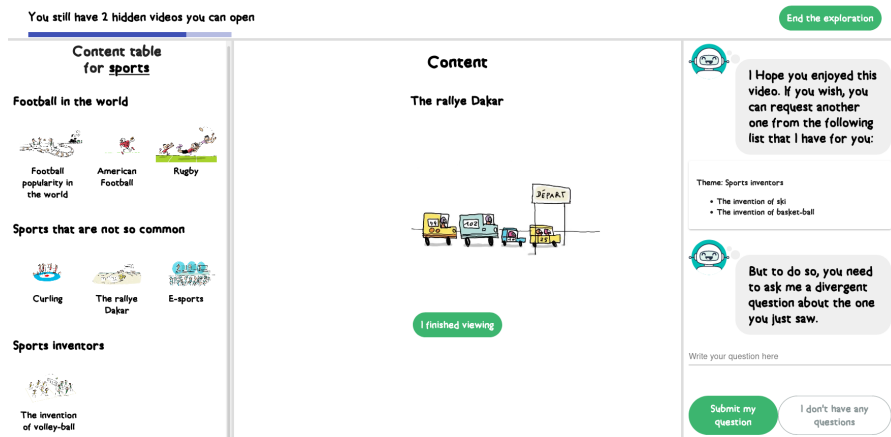 You still have 2 hidden videos you can open
End the exploration
Content table
for sports
Football in the world
Football
popularity in
the world
American
Football
Rugby
Sports that are not so common
Curling
The rallye
Dakar
E-sports
Sports inventors
The invention
of volley-ball
Content
The rallye Dakar
DÉPART
102
I finished viewing
I Hope you enjoyed this
video. If you wish, you
can request another
one from the following
list that I have for you:
Theme: Sports inventors
• The invention of ski
• The invention of basket-ball
But to do so, you need
to ask me a divergent
question about the one
you just saw.
Write your question here
Submit my
question
I don't have any
questions